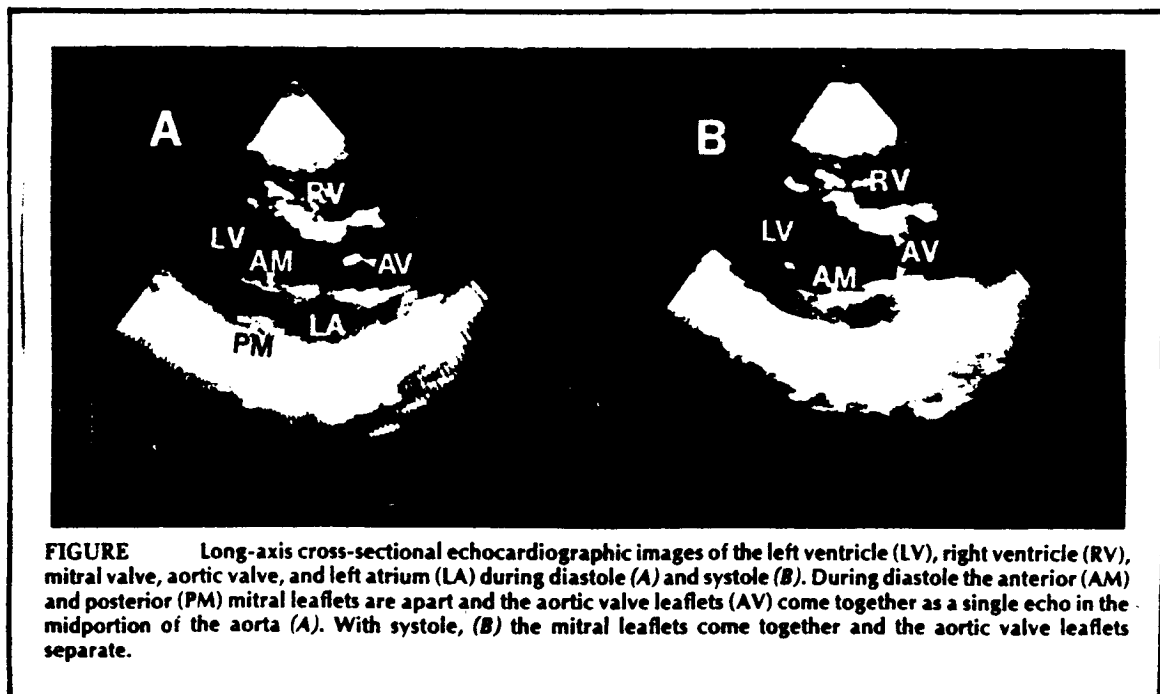 A
B
RV
RV
LV
LV
AM
AV
AV
AM
LA
PM
FIGURE Long-axis cross-sectional echocardiographic images of the left ventricle (LV), right ventricle (RV),
mitral valve, aortic valve, and left atrium (LA) during diastole (A) and systole (B). During diastole the anterior (AM)
and posterior (PM) mitral leaflets are apart and the aortic valve leaflets (AV) come together as a single echo in the
midportion of the aorta (A). With systole, (B) the mitral leaflets come together and the aortic valve leaflets
separate.